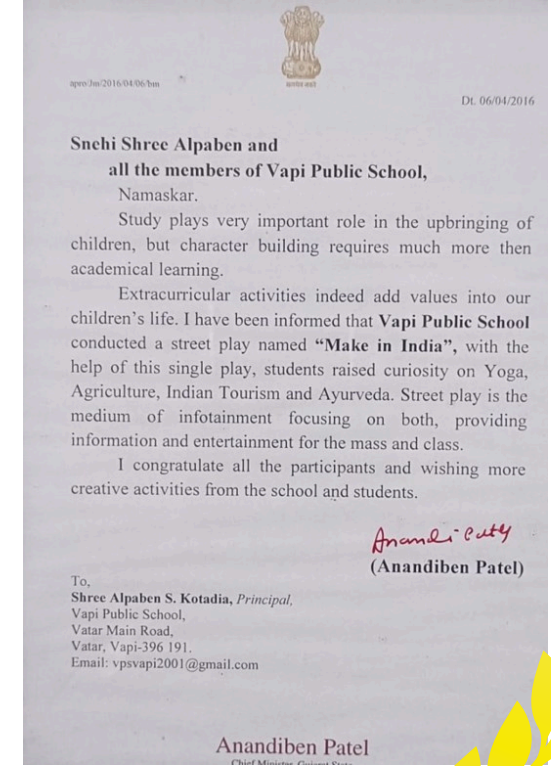 apro/Jm/2016/04/06/bm
Dt. 06/04/2016
Snehi Shree Alpaben and
all the members of Vapi Public School,
Namaskar.
Study plays very important role in the upbringing of
children, but character building requires much more then
academical learning.
Extracurricular activities indeed add values into our
children's life. I have been informed that Vapi Public School
conducted a street play named “Make in India”, with the
help of this single play, students raised curiosity on Yoga,
Agriculture, Indian Tourism and Ayurveda. Street play is the
medium of infotainment focusing on both, providing
information and entertainment for the mass and class.
I congratulate all the participants and wishing more
creative activities from the school and students.
(Anandiben Patel)
To,
Shree Alpaben S. Kotadia, Principal,
Vapi Public School,
Vatar Main Road,
Vatar, Vapi-396 191.
Email: vpsvapi2001@gmail.com
Anandiben Patel
Chief Minister, Gujarat State